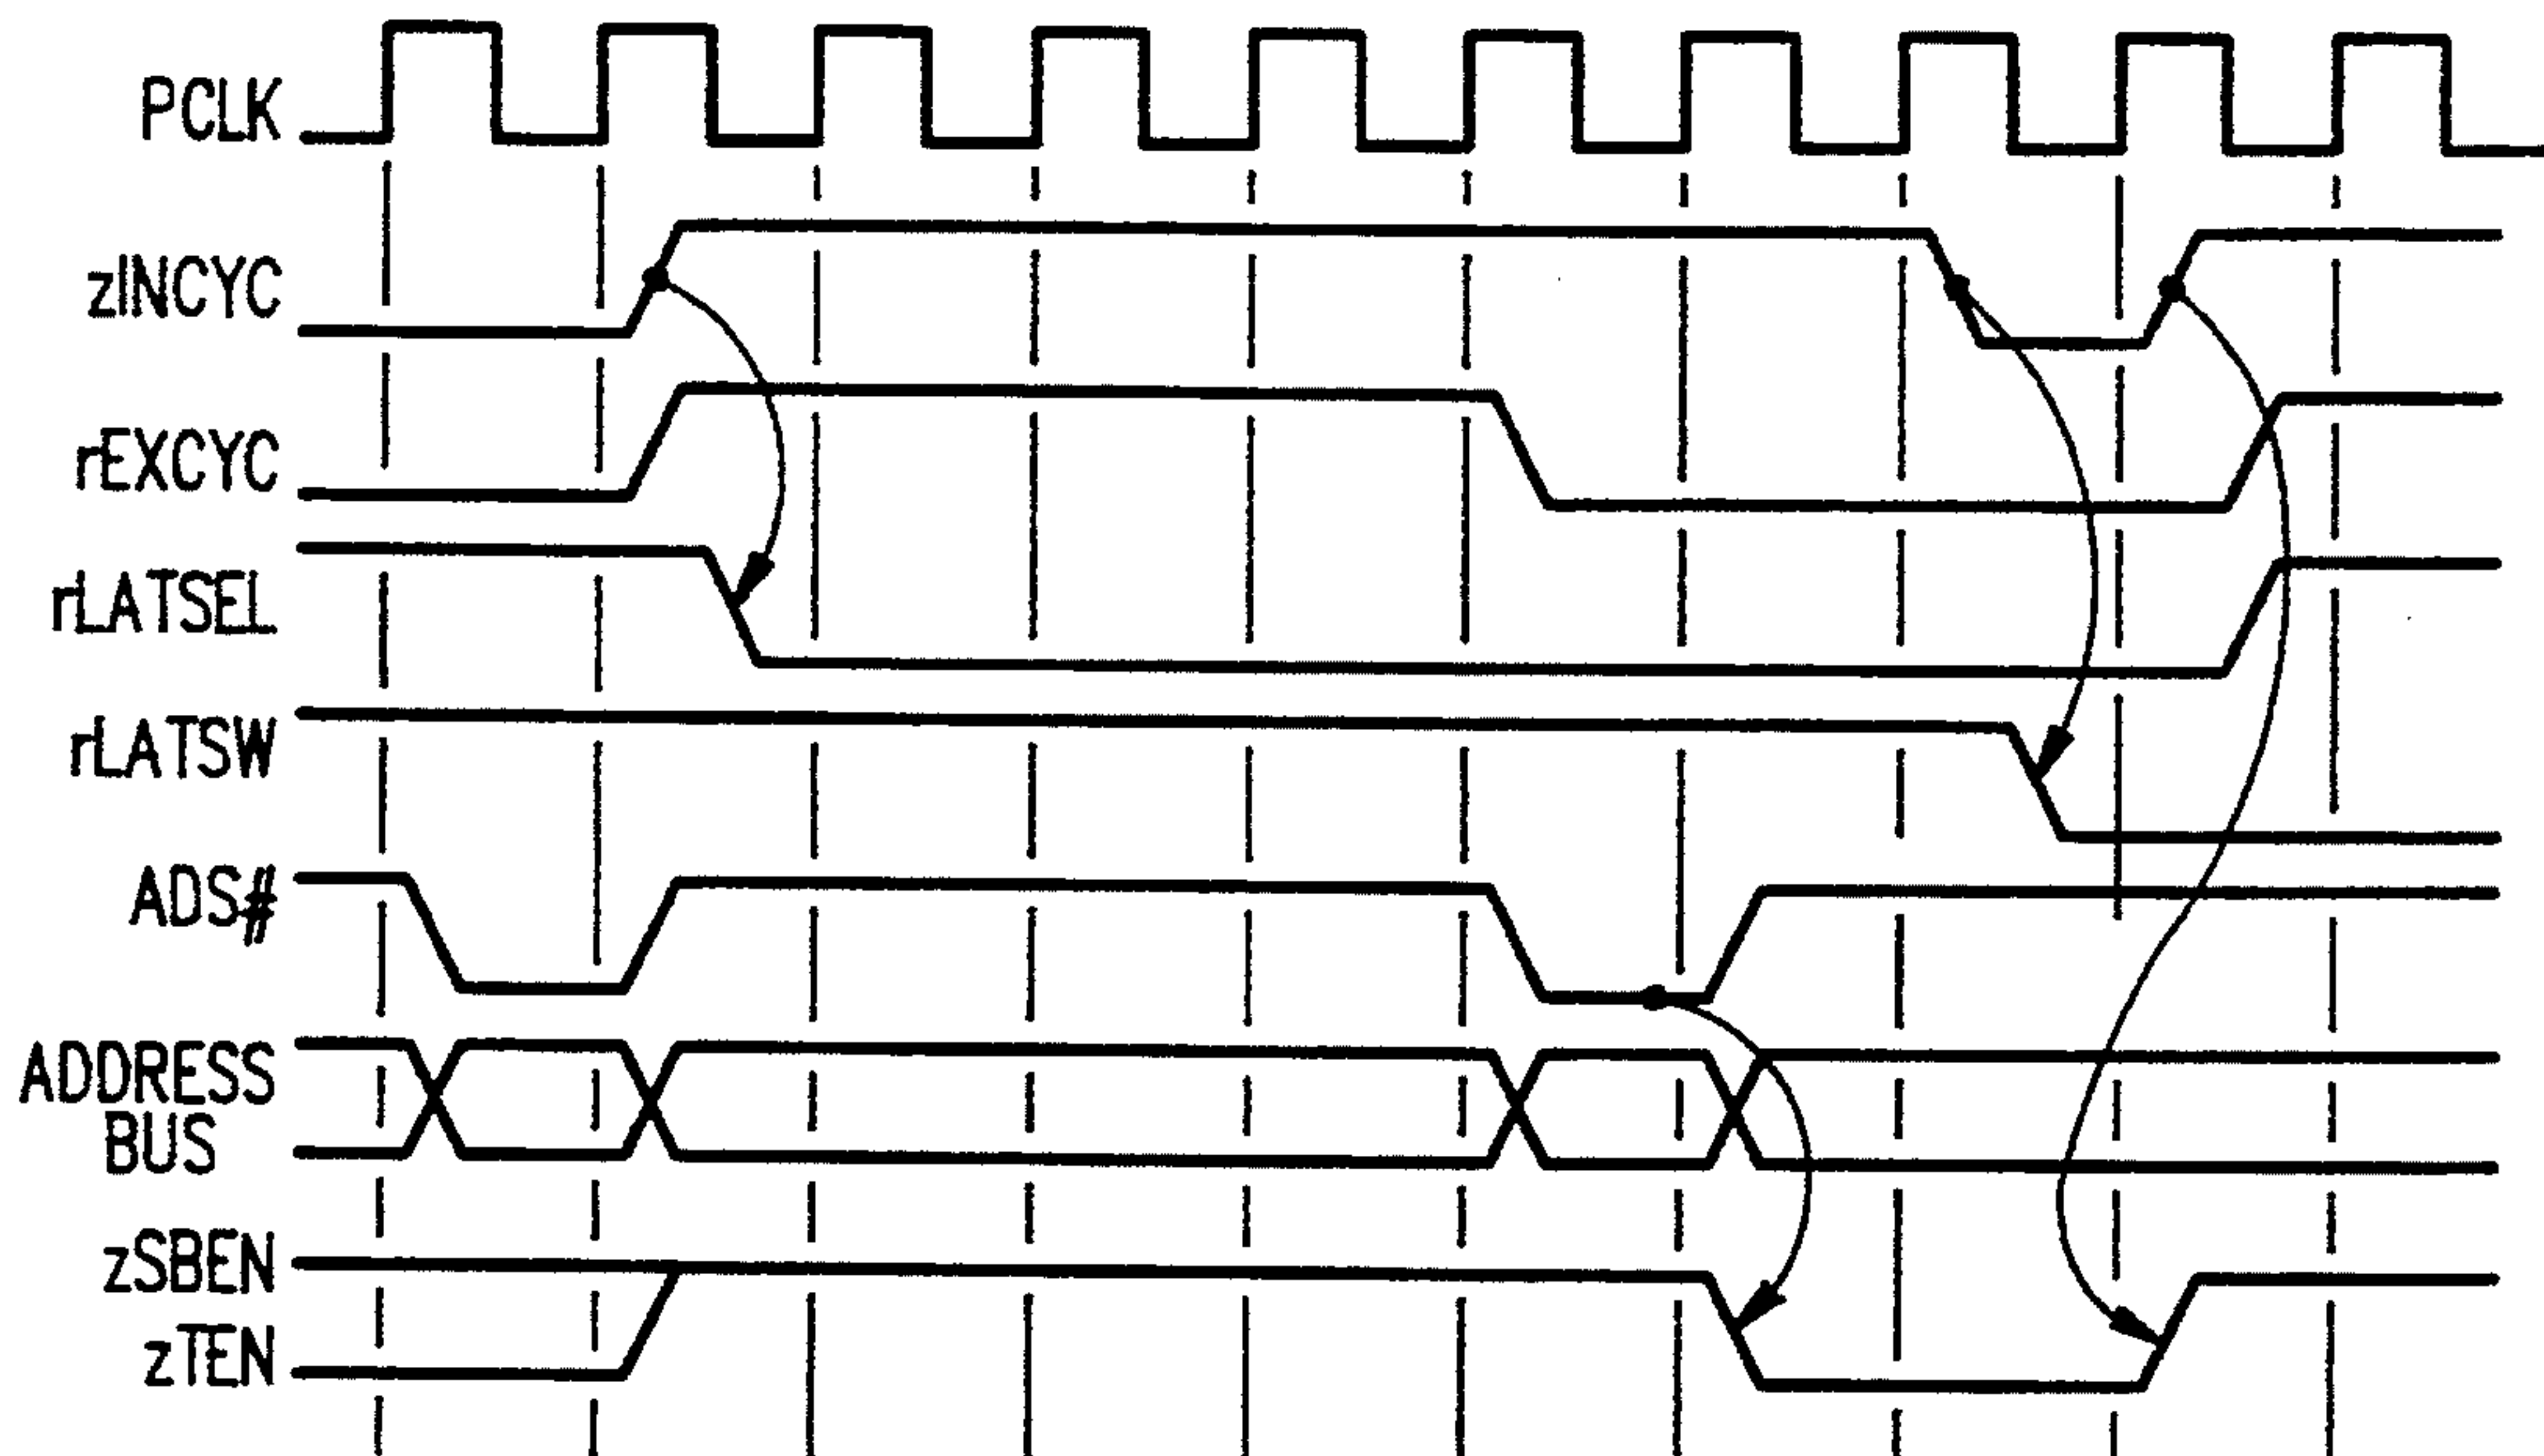 PCLK
zINCYC
rEXCYC
rLATSEL
rLATSW
ADS#
ADDRESS
BUS
zSBEN
zTEN